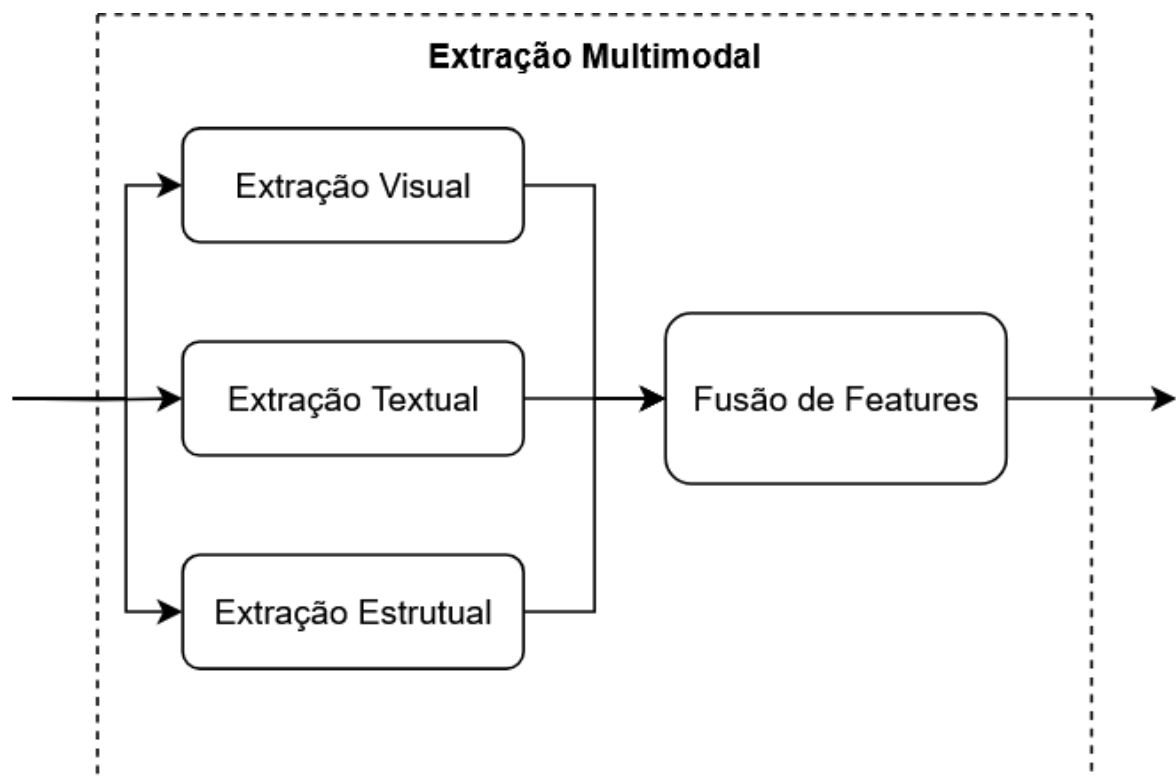 Extração Multimodal
Extração Visual
Extração Textual
Fusão de Features
Extração Estrutual